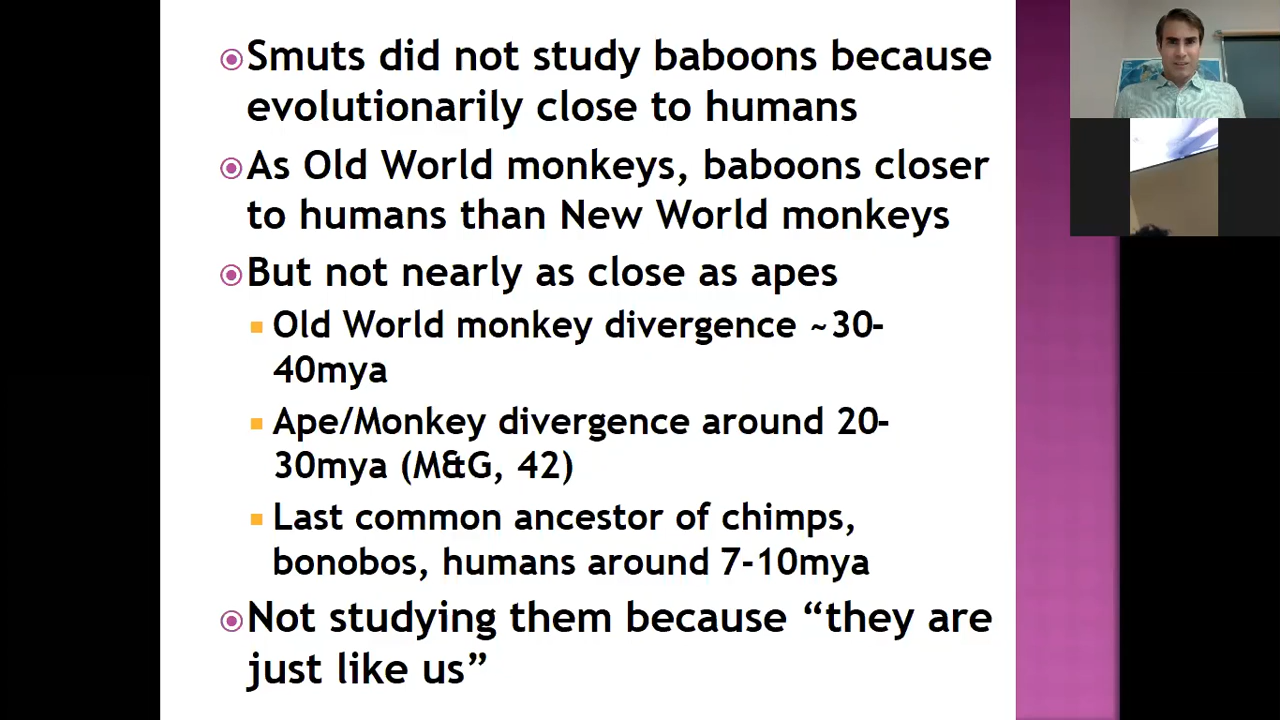 Smuts did not study baboons because
evolutionarily close to humans
As Old World monkeys, baboons closer
to humans than New World monkeys
But not nearly as close as apes
Old World monkey divergence ~30-
40mya
Ape/Monkey divergence around 20-
30mya (M&G, 42)
Last common ancestor of chimps,
bonobos, humans around 7-10mya
Not studying them because “they are
just like us”